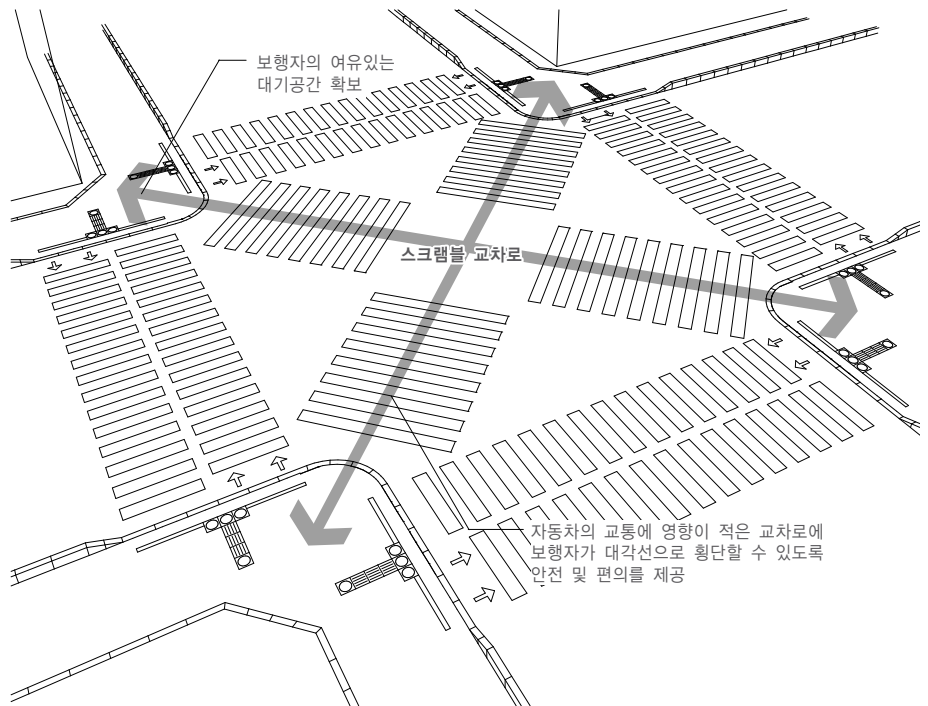 보행자의 여유있는
대기공간 확보
스크램블 교차로
자동차의 교통에 영향이 적은 교차로에
보행자가 대각선으로 횡단할 수 있도록
안전 및 편의를 제공